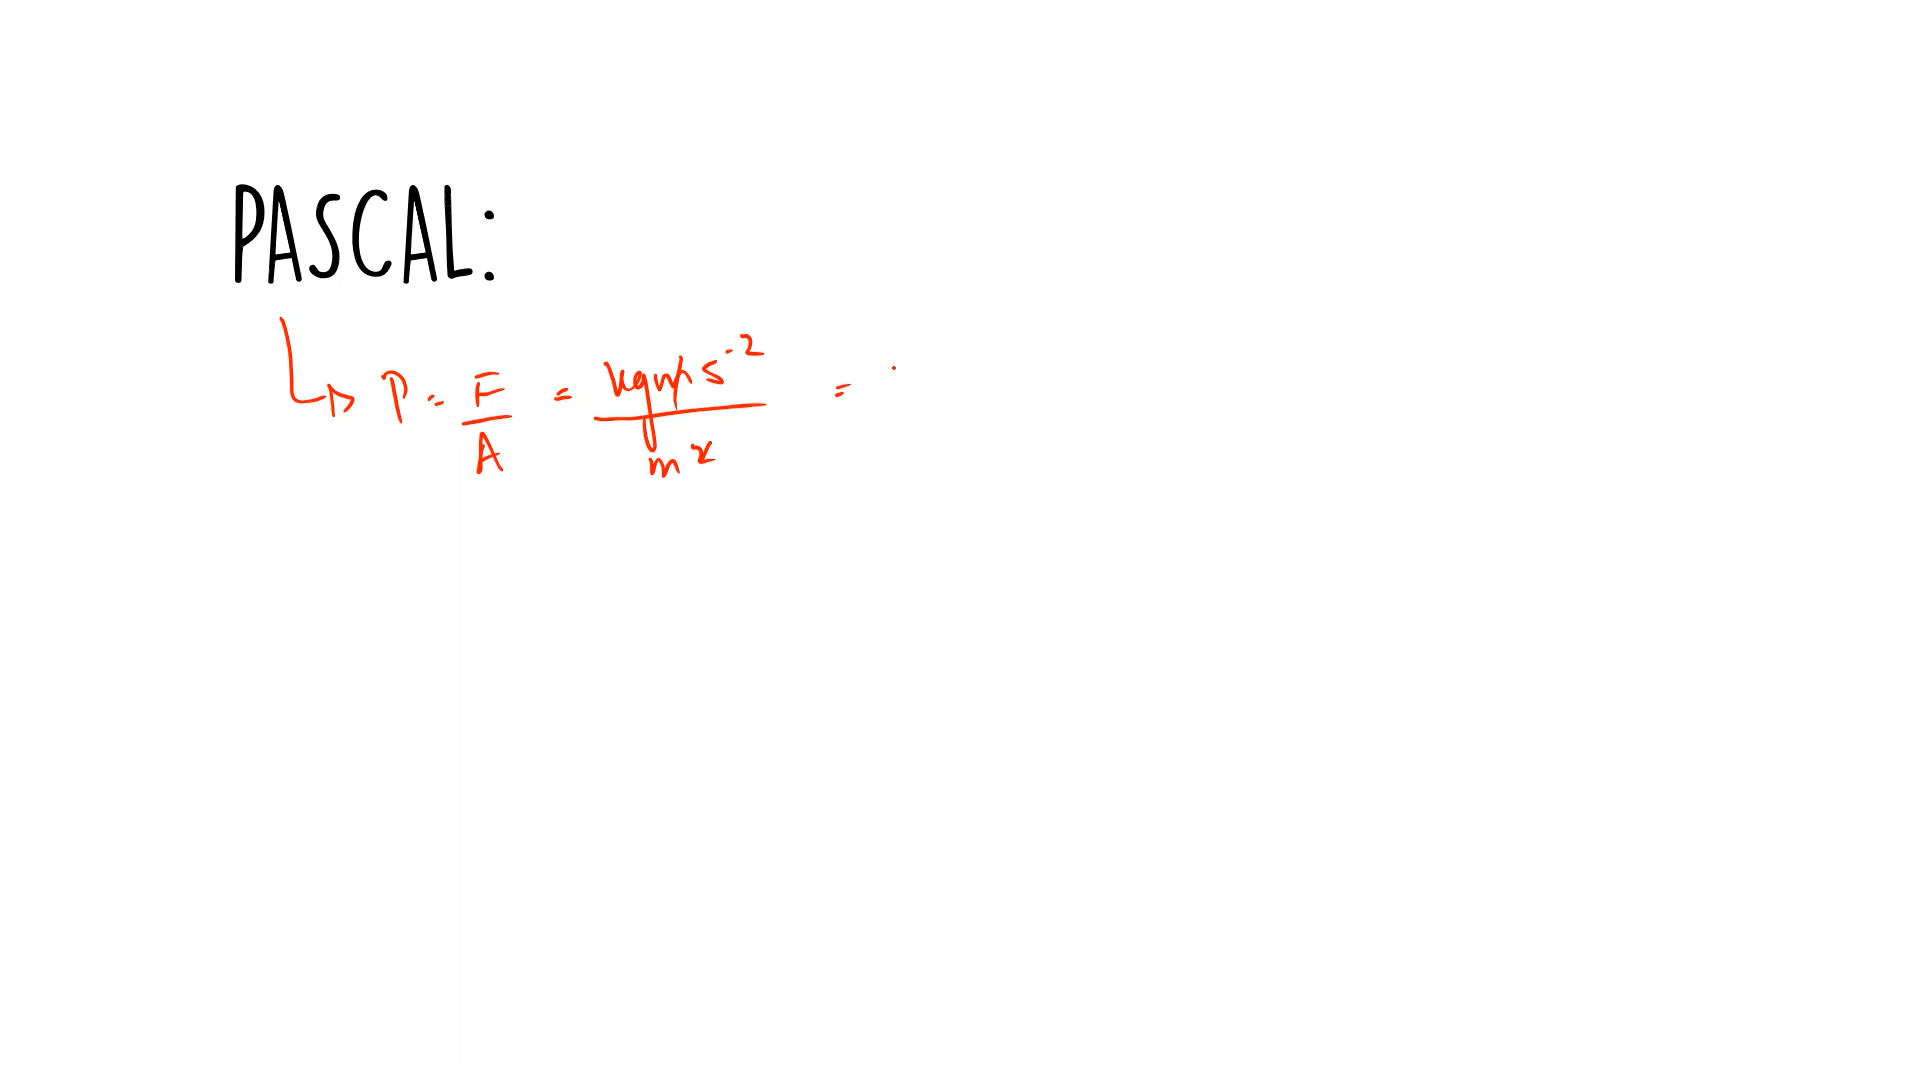 PASCAL:
P = F/A = kg m s⁻² / m² =